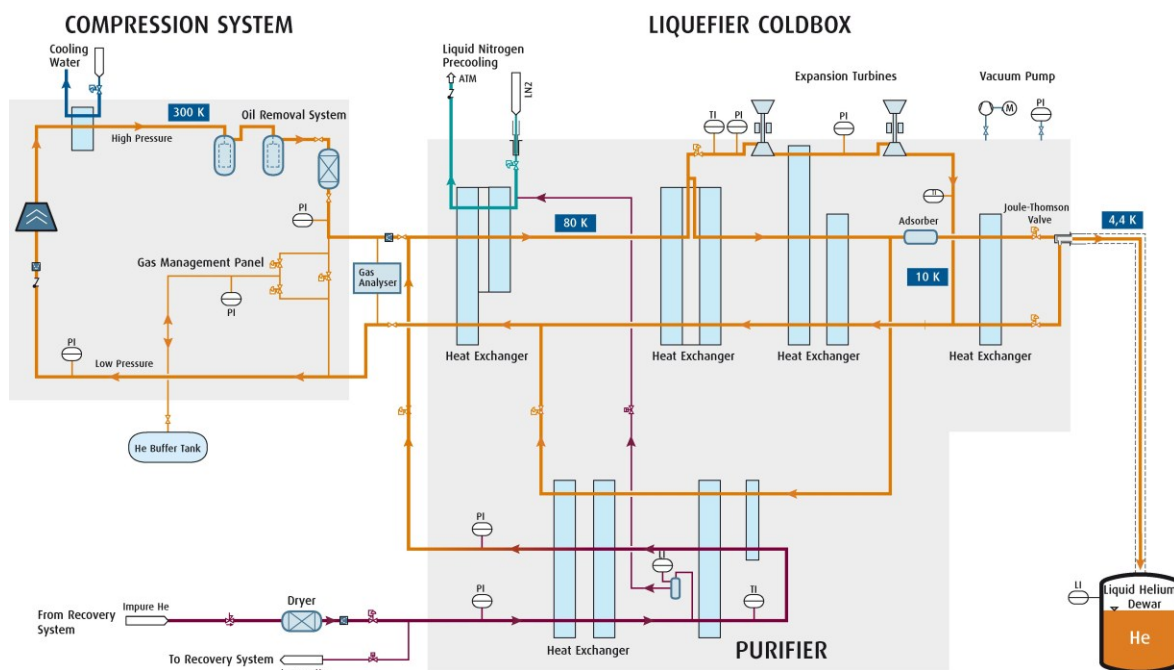 COMPRESSION SYSTEM
LIQUEFIER COLDBOX
Cooling
Water
Liquid Nitrogen
Precooling
ATM
LN2
Expansion Turbines
Vacuum Pump
M
PI
300 K
Oil Removal System
High Pressure
TI
PI
PI
TI
PI
80 K
Adsorber
Joule-Thomson
Valve
4,4 K
Gas Management Panel
Gas
Analyser
10 K
PI
PI
Low Pressure
Heat Exchanger
Heat Exchanger
Heat Exchanger
Heat Exchanger
He Buffer Tank
PI
LI
PI
TI
LI
Liquid Helium
Dewar
He
From Recovery
System
Impure He
Dryer
To Recovery System
Heat Exchanger
PURIFIER